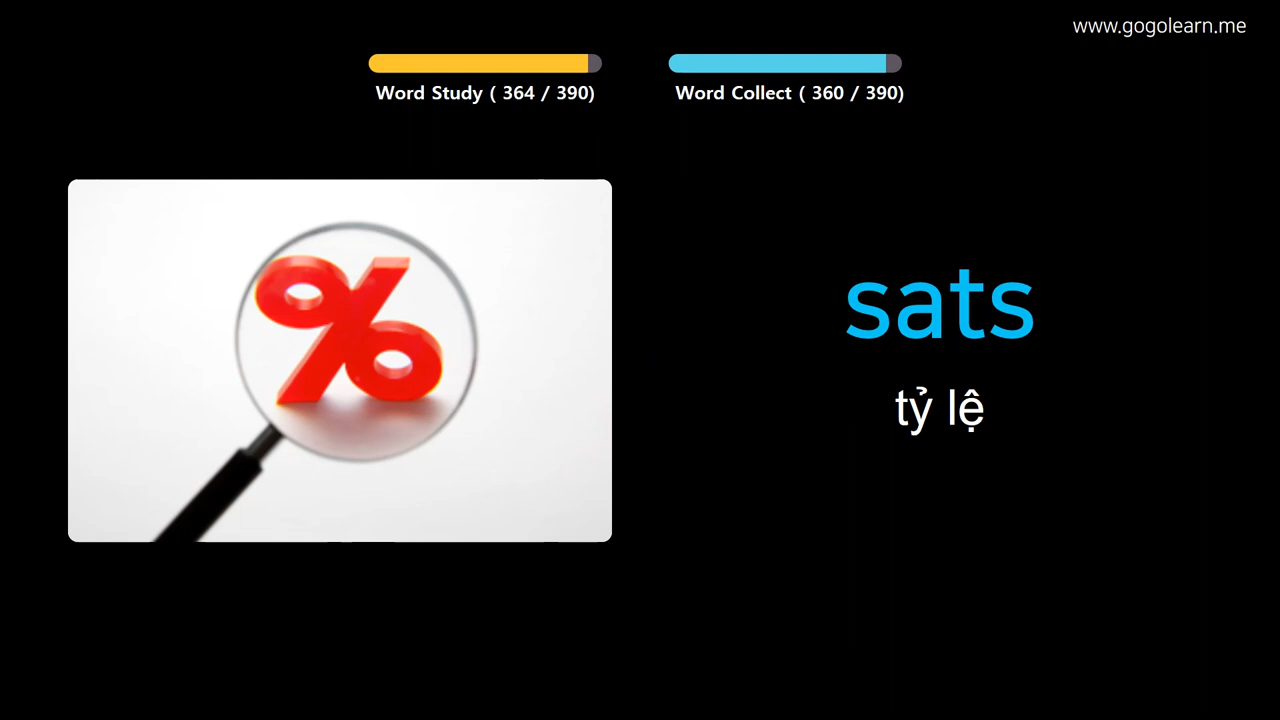 www.gogolearn.me
Word Study ( 364 / 390)
Word Collect ( 360 / 390)
%
sats
tỷ lệ